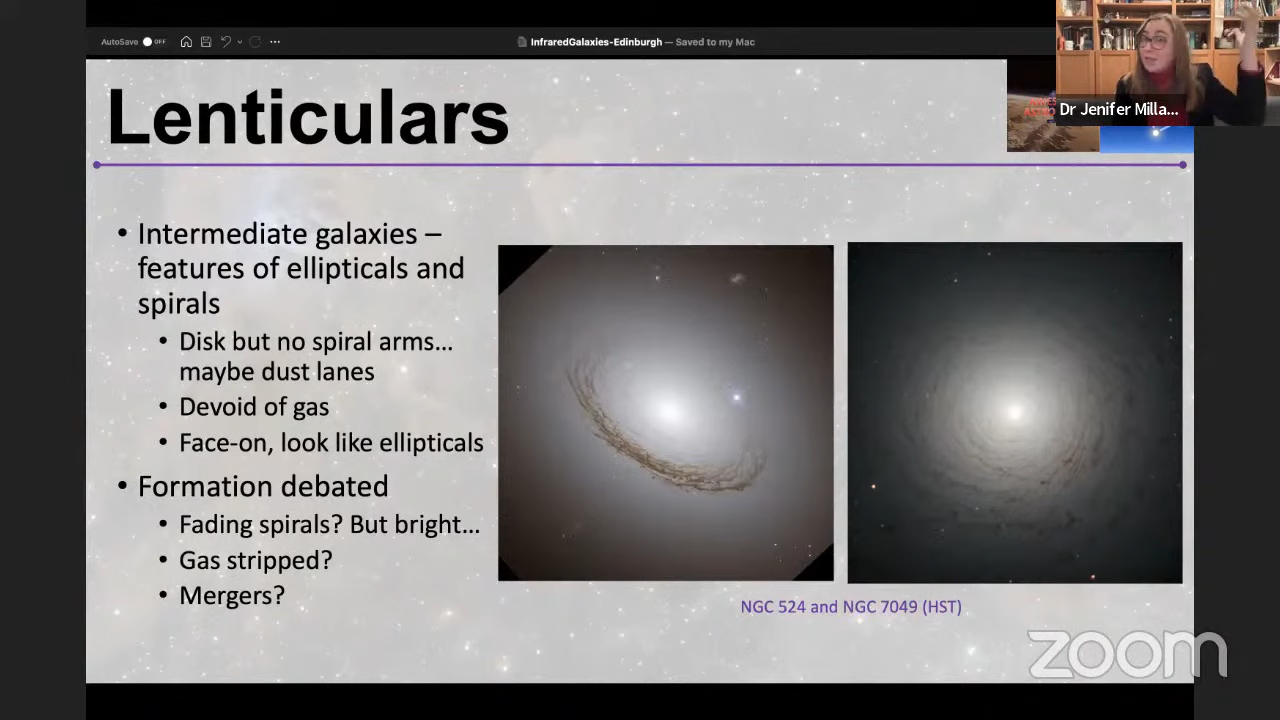 AutoSave OFF
InfraredGalaxies-Edinburgh — Saved to my Mac
Dr Jenifer Milla...
Lenticulars
• Intermediate galaxies –
features of ellipticals and
spirals
• Disk but no spiral arms...
maybe dust lanes
• Devoid of gas
• Face-on, look like ellipticals
• Formation debated
• Fading spirals? But bright...
• Gas stripped?
• Mergers?
NGC 524 and NGC 7049 (HST)
zoom